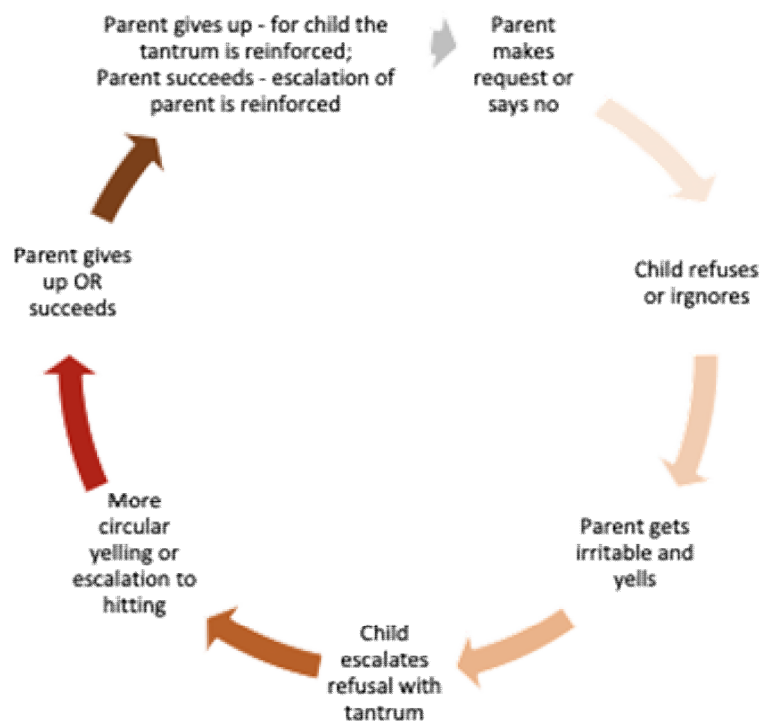 Parent gives up - for child the
tantrum is reinforced;
Parent succeeds - escalation of
parent is reinforced
Parent
makes
request or
says no
Child refuses
or irgnores
Parent gets
irritable and
yells
Child
escalates
refusal with
tantrum
More
circular
yelling or
escalation to
hitting
Parent gives
up OR
succeeds